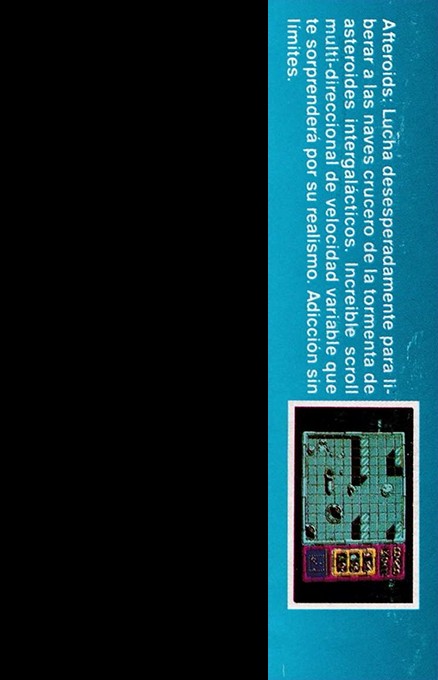 Afteroids: Lucha desesperadamente para li-
berar a las naves crucero de la tormenta de
asteroides intergalácticos. Increible scroll
multi-direccional de velocidad variable que
te sorprenderá por su realismo. Adicción sin
límites.